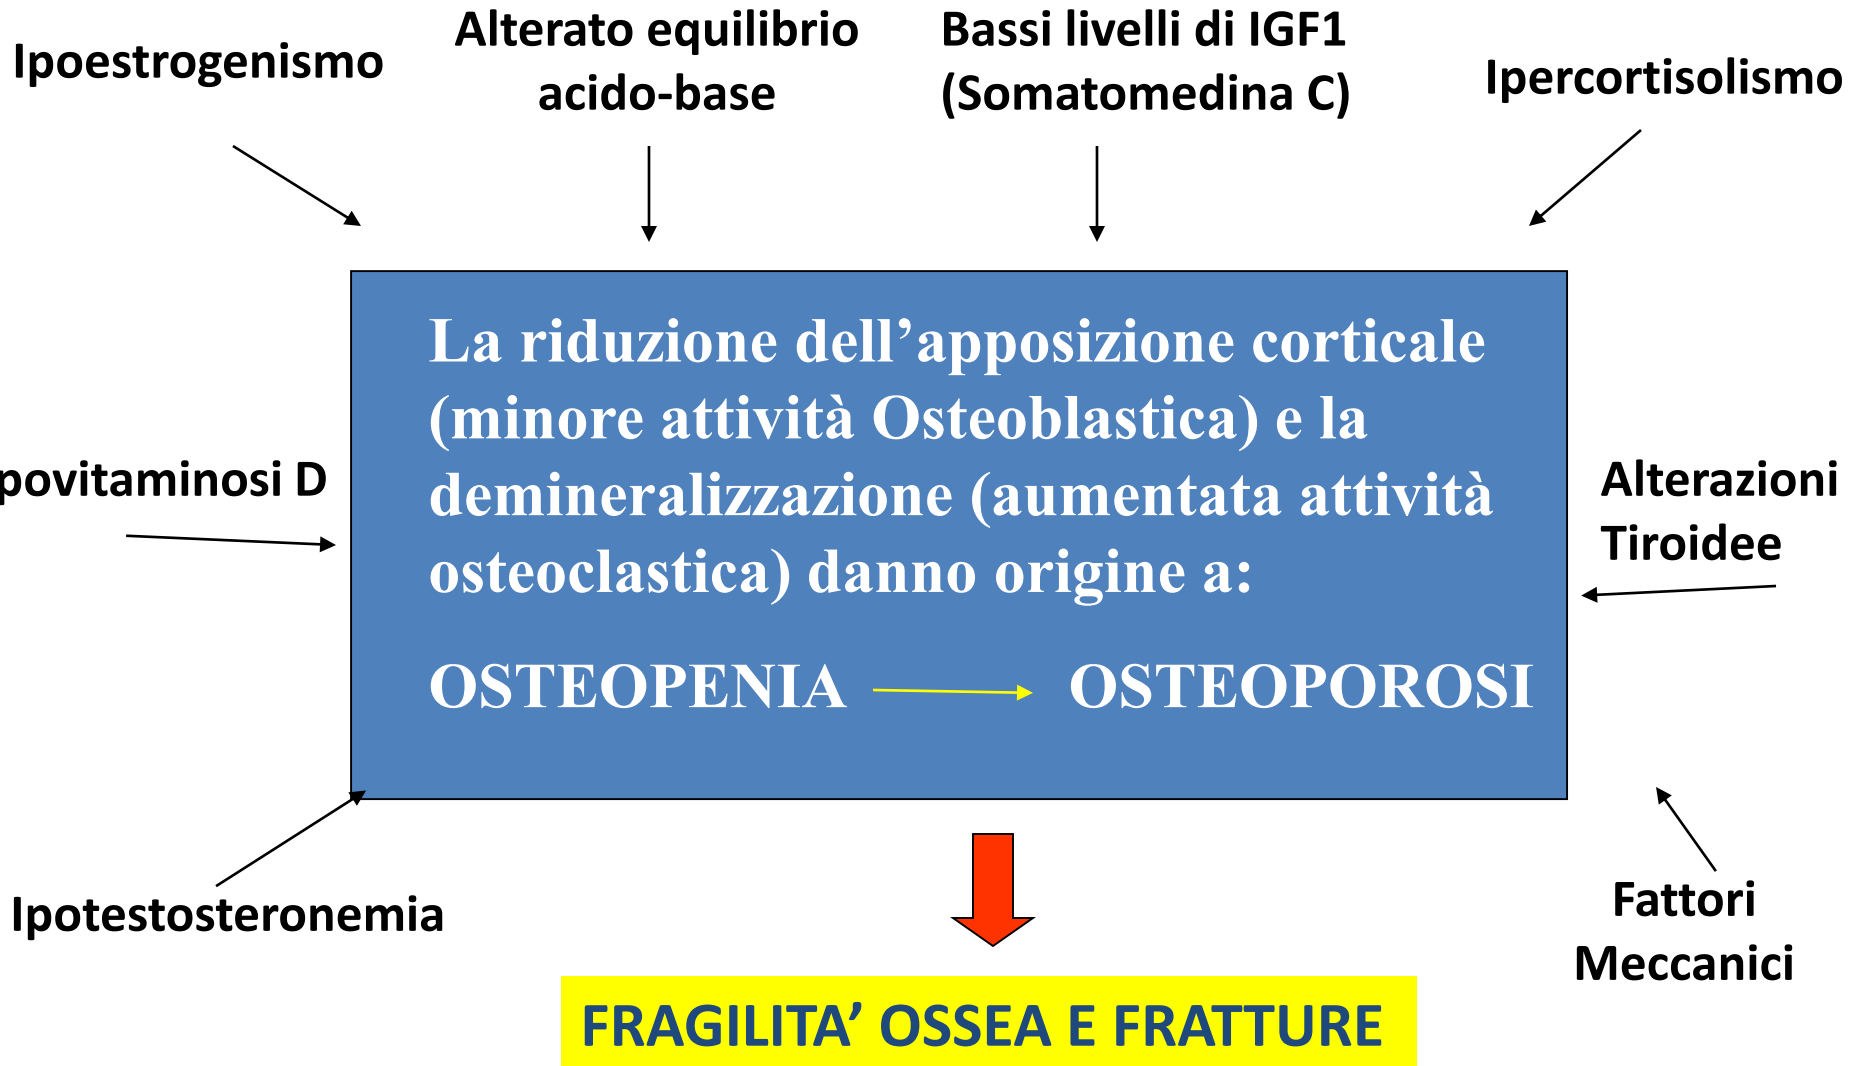 Ipoestrogenismo
Alterato equilibrio
acido-base
Bassi livelli di IGF1
(Somatomedina C)
Ipercortisolismo
La riduzione dell’apposizione corticale
(minore attività Osteoblastica) e la
demineralizzazione (aumentata attività
osteoclastica) danno origine a:
OSTEOPENIA OSTEOPOROSI
povitaminosi D
Alterazioni
Tiroidee
Ipotestosteronemia
Fattori
Meccanici
FRAGILITA’ OSSEA E FRATTURE